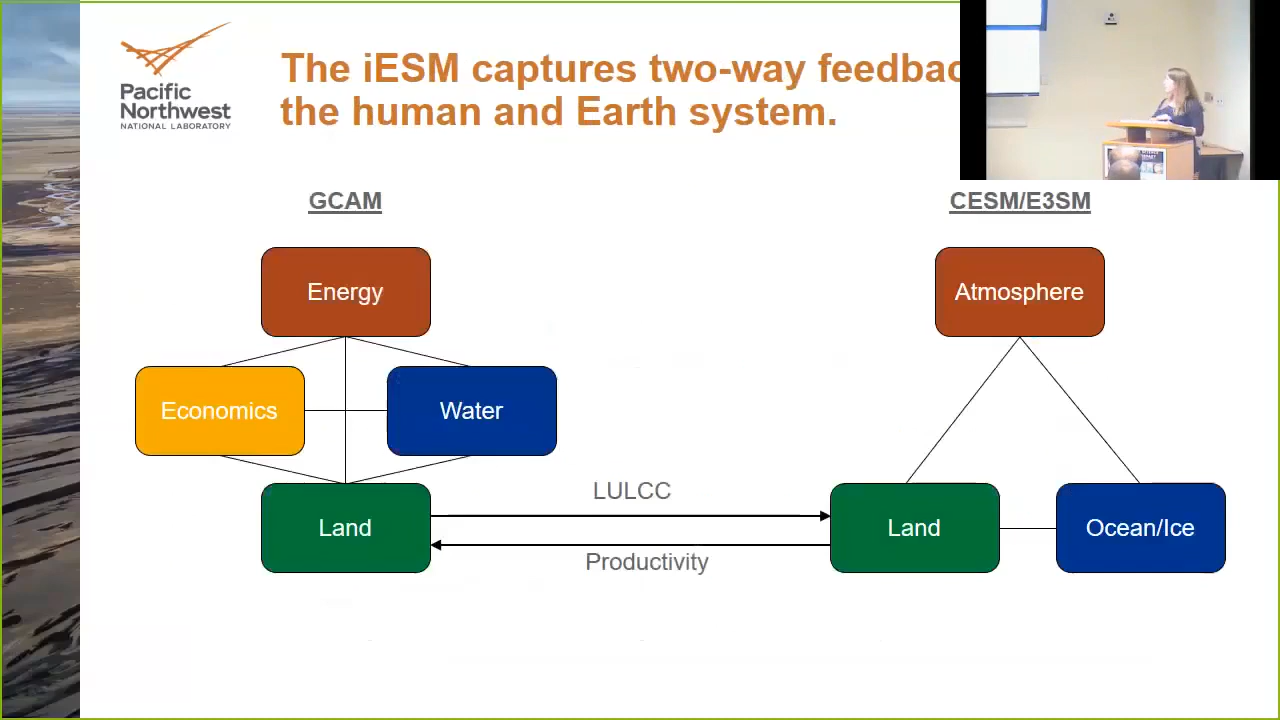 Pacific
Northwest
NATIONAL LABORATORY
The iESM captures two-way
the human and Earth system.
GCAM
CESM/E3SM
Energy
Atmosphere
Economics
Water
LULCC
Land
Land
Ocean/Ice
Productivity